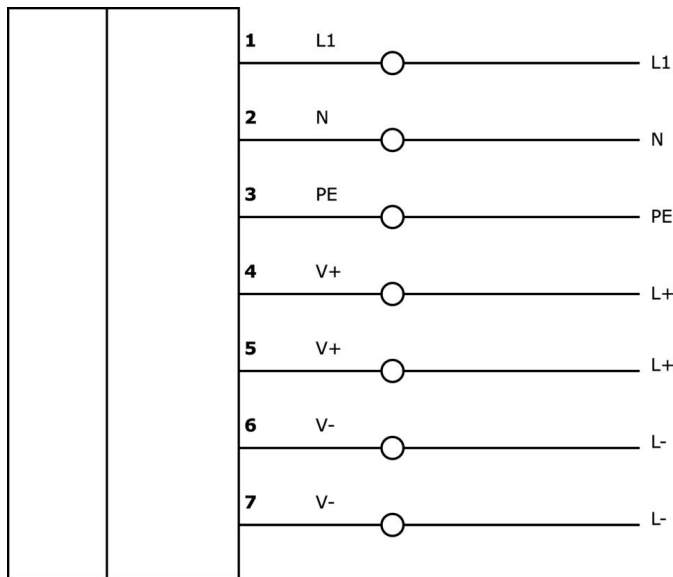 1 L1 L1
2 N N
3 PE PE
4 V+ L+
5 V+ L+
6 V- L-
7 V- L-